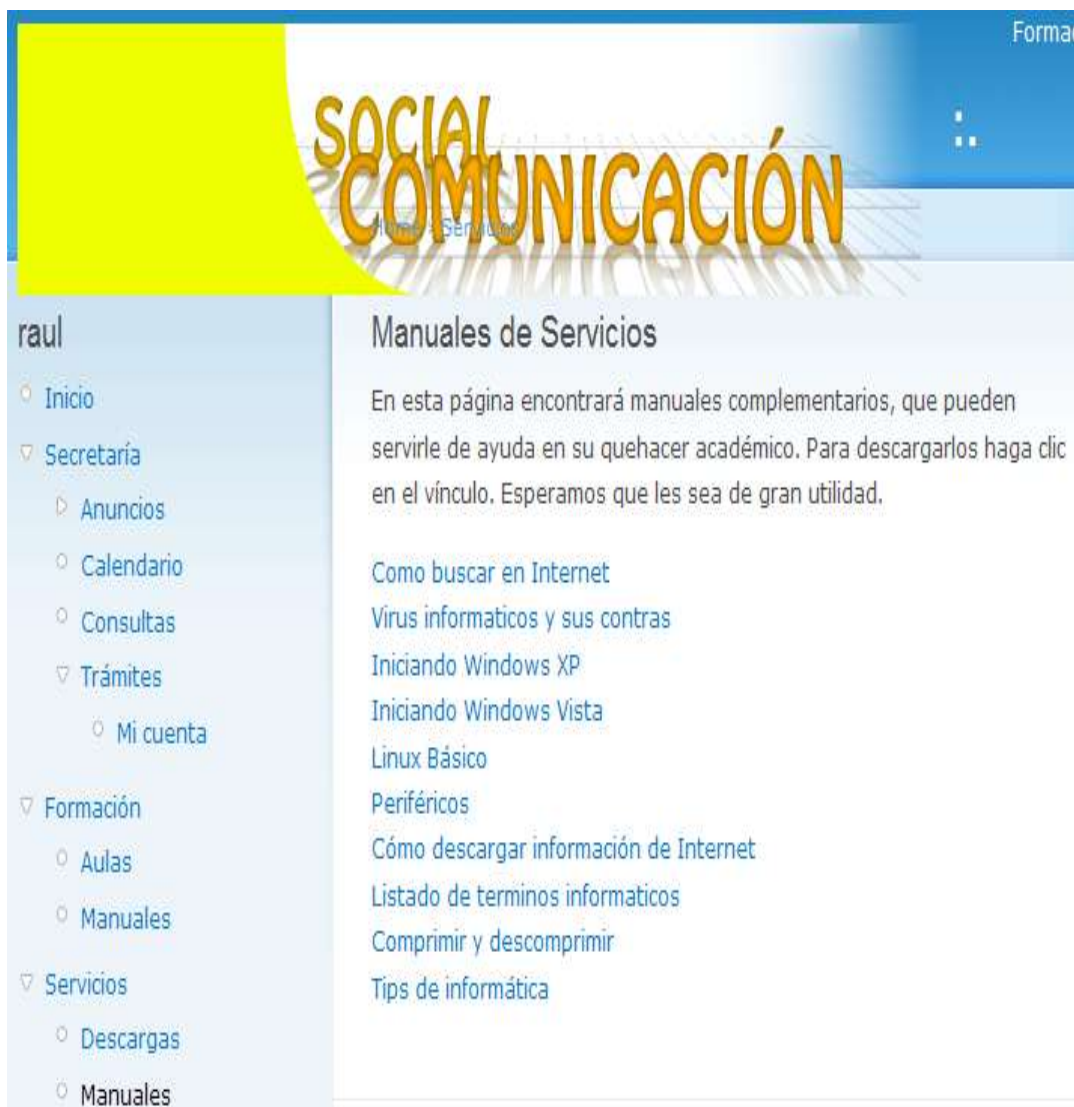 Formac
SOCIAL
COMUNICACIÓN
Home › Servicios
raul
Inicio
Secretaría
Anuncios
Calendario
Consultas
Trámites
Mi cuenta
Formación
Aulas
Manuales
Servicios
Descargas
Manuales
Manuales de Servicios
En esta página encontrará manuales complementarios, que pueden
servirle de ayuda en su quehacer académico. Para descargarlos haga clic
en el vínculo. Esperamos que les sea de gran utilidad.
Como buscar en Internet
Virus informaticos y sus contras
Iniciando Windows XP
Iniciando Windows Vista
Linux Básico
Periféricos
Cómo descargar información de Internet
Listado de terminos informaticos
Comprimir y descomprimir
Tips de informática